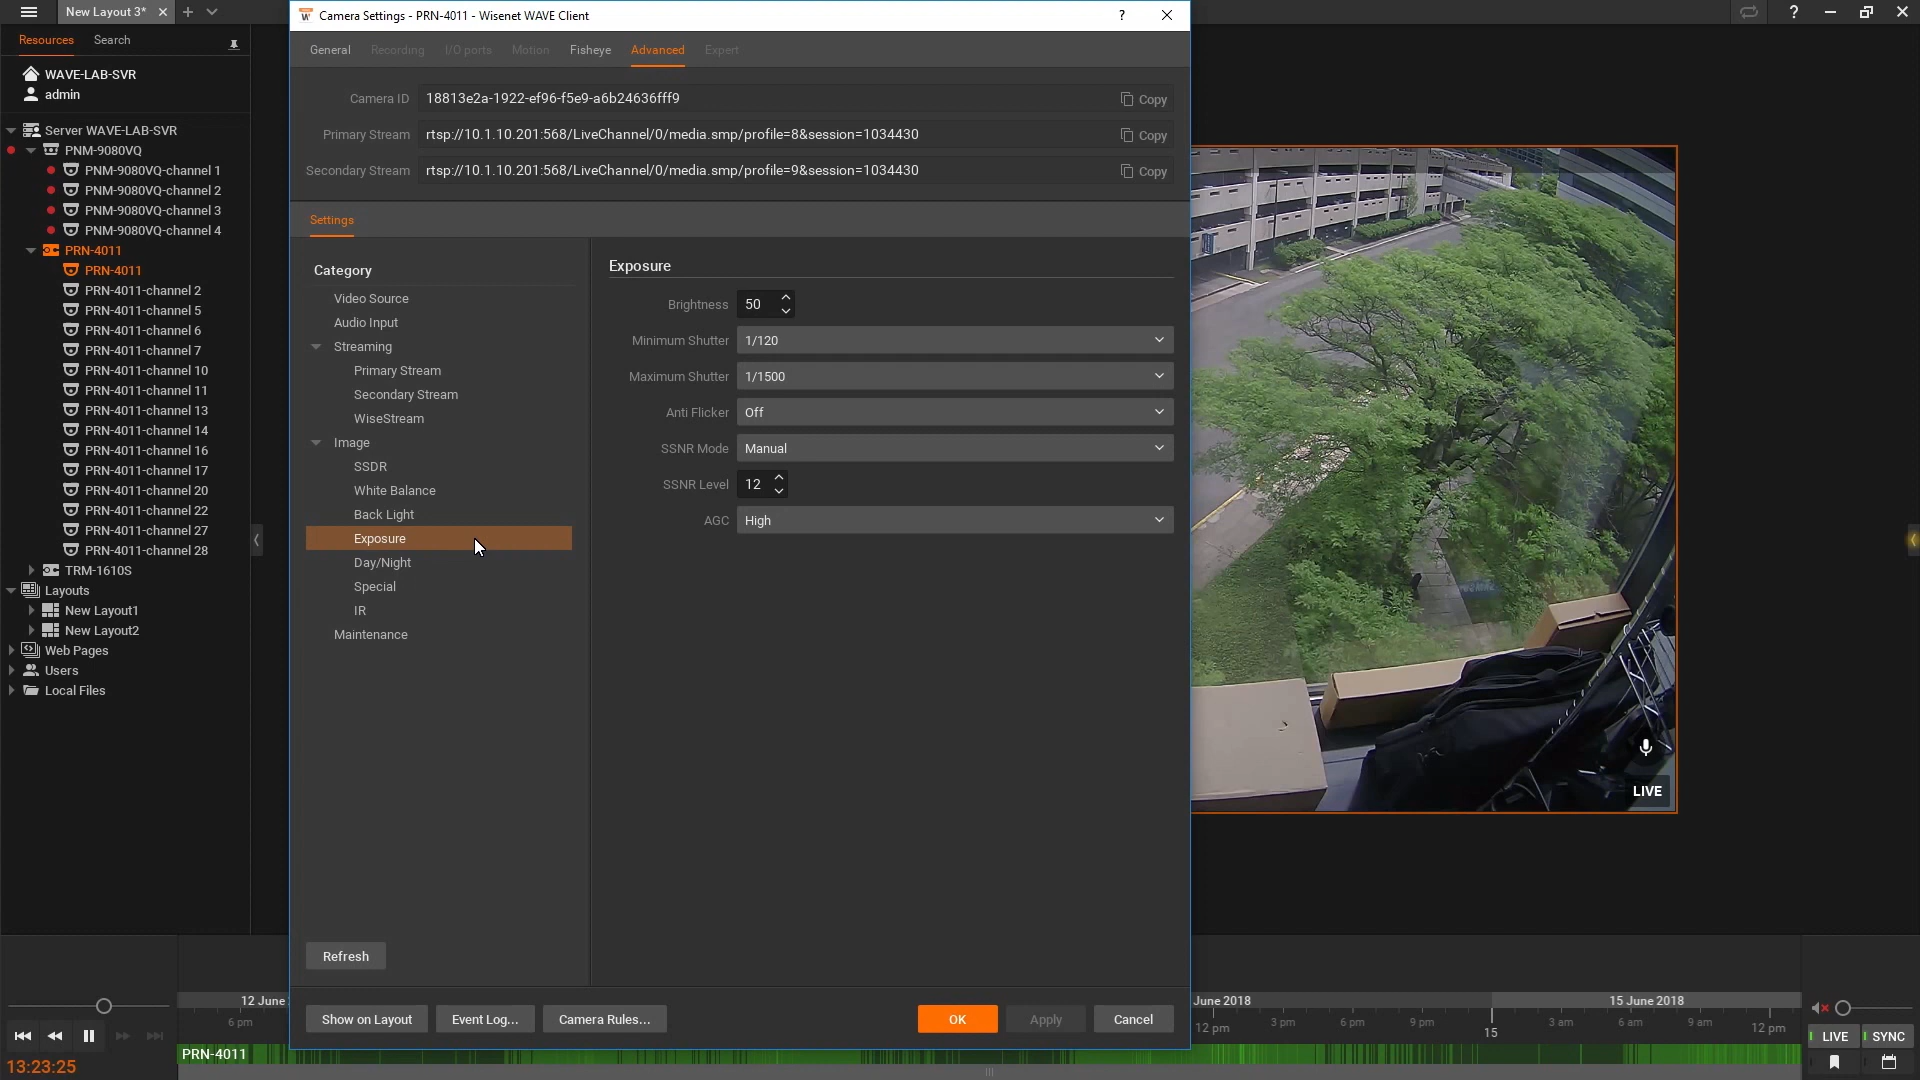 New Layout 3*
Camera Settings - PRN-4011 - Wisenet WAVE Client
?
?
Resources
Search
General
Recording
I/O ports
Motion
Fisheye
Advanced
Expert
WAVE-LAB-SVR
admin
Camera ID
18813e2a-1922-ef96-f5e9-a6b24636fff9
Copy
Primary Stream
rtsp://10.1.10.201:568/LiveChannel/0/media.smp/profile=8&session=1034430
Copy
Secondary Stream
rtsp://10.1.10.201:568/LiveChannel/0/media.smp/profile=9&session=1034430
Copy
Server WAVE-LAB-SVR
PNM-9080VQ
PNM-9080VQ-channel 1
PNM-9080VQ-channel 2
PNM-9080VQ-channel 3
PNM-9080VQ-channel 4
PRN-4011
PRN-4011
PRN-4011-channel 2
PRN-4011-channel 5
PRN-4011-channel 6
PRN-4011-channel 7
PRN-4011-channel 10
PRN-4011-channel 11
PRN-4011-channel 13
PRN-4011-channel 14
PRN-4011-channel 16
PRN-4011-channel 17
PRN-4011-channel 20
PRN-4011-channel 22
PRN-4011-channel 27
PRN-4011-channel 28
TRM-1610S
Layouts
New Layout1
New Layout2
Web Pages
Users
Local Files
Settings
Category
Video Source
Audio Input
Streaming
Primary Stream
Secondary Stream
WiseStream
Image
SSDR
White Balance
Back Light
Exposure
Day/Night
Special
IR
Maintenance
Exposure
Brightness
50
Minimum Shutter
1/120
Maximum Shutter
1/1500
Anti Flicker
Off
SSNR Mode
Manual
SSNR Level
12
AGC
High
LIVE
Refresh
Show on Layout
Event Log...
Camera Rules...
OK
Apply
Cancel
12 June
6 pm
June 2018
15 June 2018
12 pm
3 pm
6 pm
9 pm
15
3 am
6 am
9 am
12 pm
LIVE
SYNC
PRN-4011
13:23:25